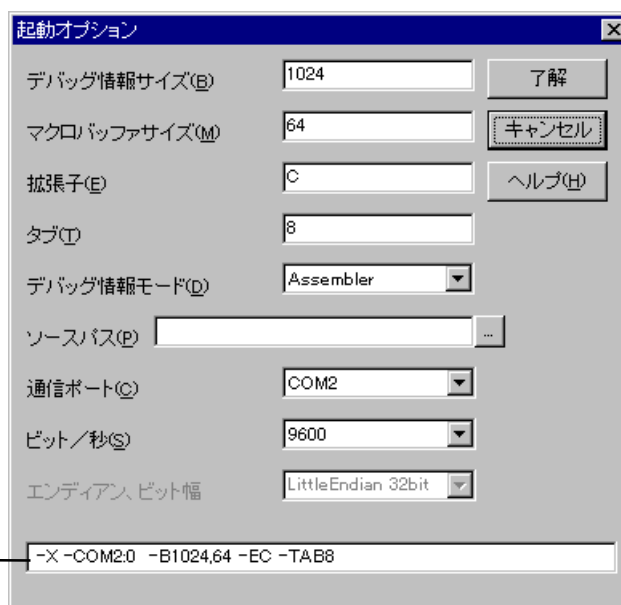 起動オプション
デバッグ情報サイズ(B) 1024 了解
マクロバッファサイズ(M) 64 キャンセル
拡張子(E) C ヘルプ(H)
タブ(T) 8
デバッグ情報モード(D) Assembler
ソースパス(P) ...
通信ポート(C) COM2
ビット／秒(S) 9600
エンディアン、ビット幅 LittleEndian 32bit
-X -COM2:0 -B1024,64 -EC -TAB8